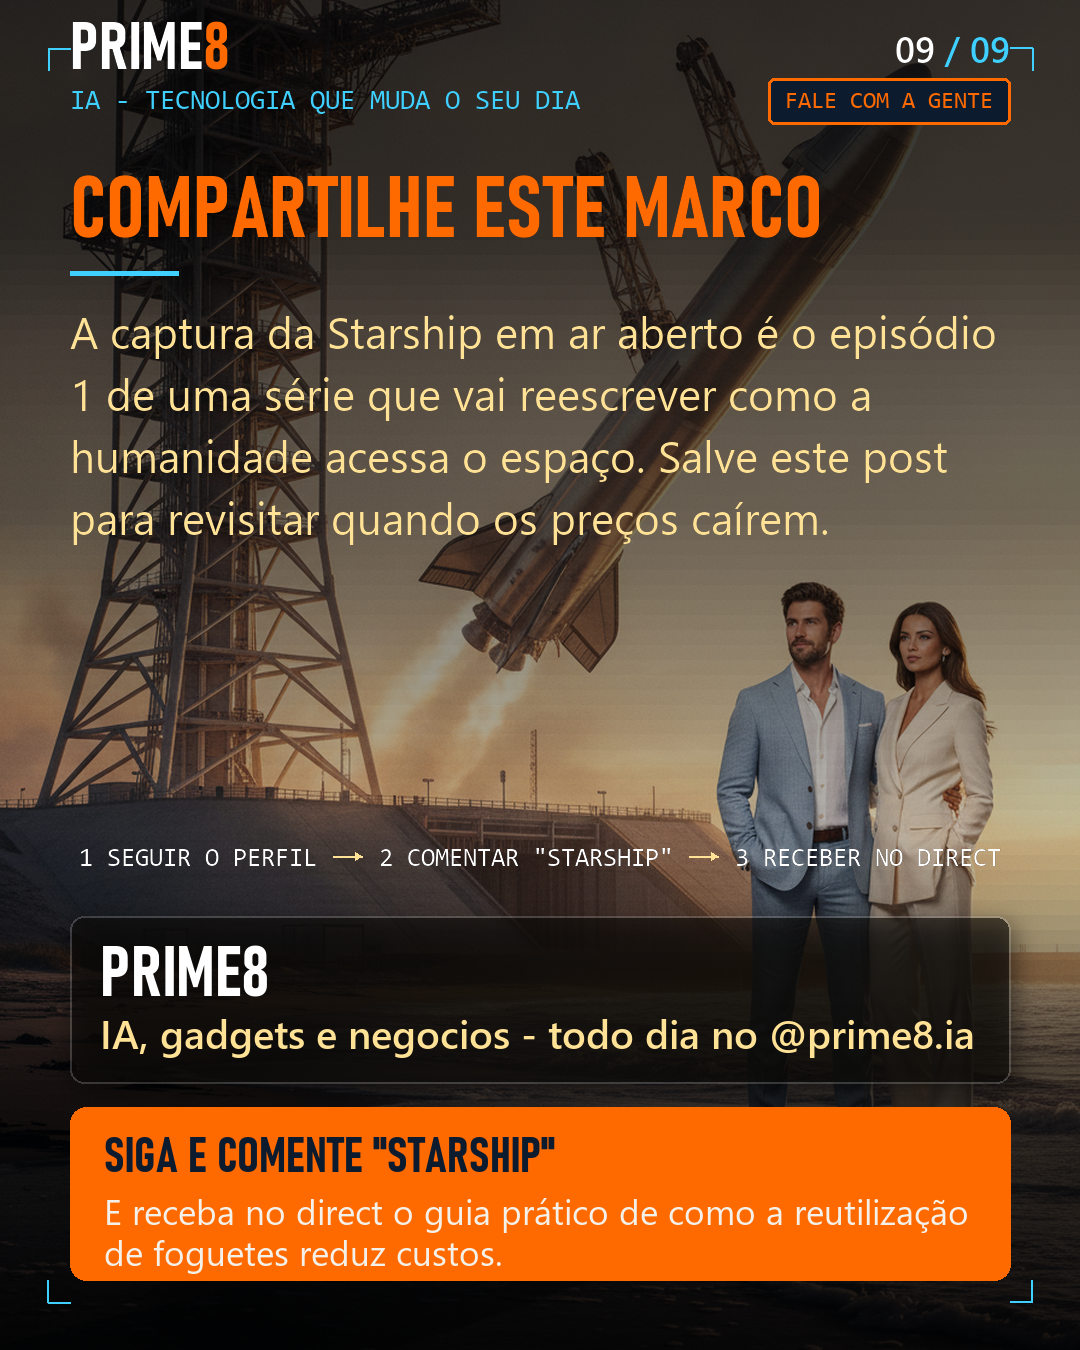 PRIME8
09 / 09
IA - TECNOLOGIA QUE MUDA O SEU DIA
FALE COM A GENTE
COMPARTILHE ESTE MARCO
A captura da Starship em ar aberto é o episódio
1 de uma série que vai reescrever como a
humanidade acessa o espaço. Salve este post
para revisitar quando os preços caírem.
1 SEGUIR O PERFIL → 2 COMENTAR "STARSHIP" → 3 RECEBER NO DIRECT
PRIME8
IA, gadgets e negocios - todo dia no @prime8.ia
SIGA E COMENTE "STARSHIP"
E receba no direct o guia prático de como a reutilização
de foguetes reduz custos.